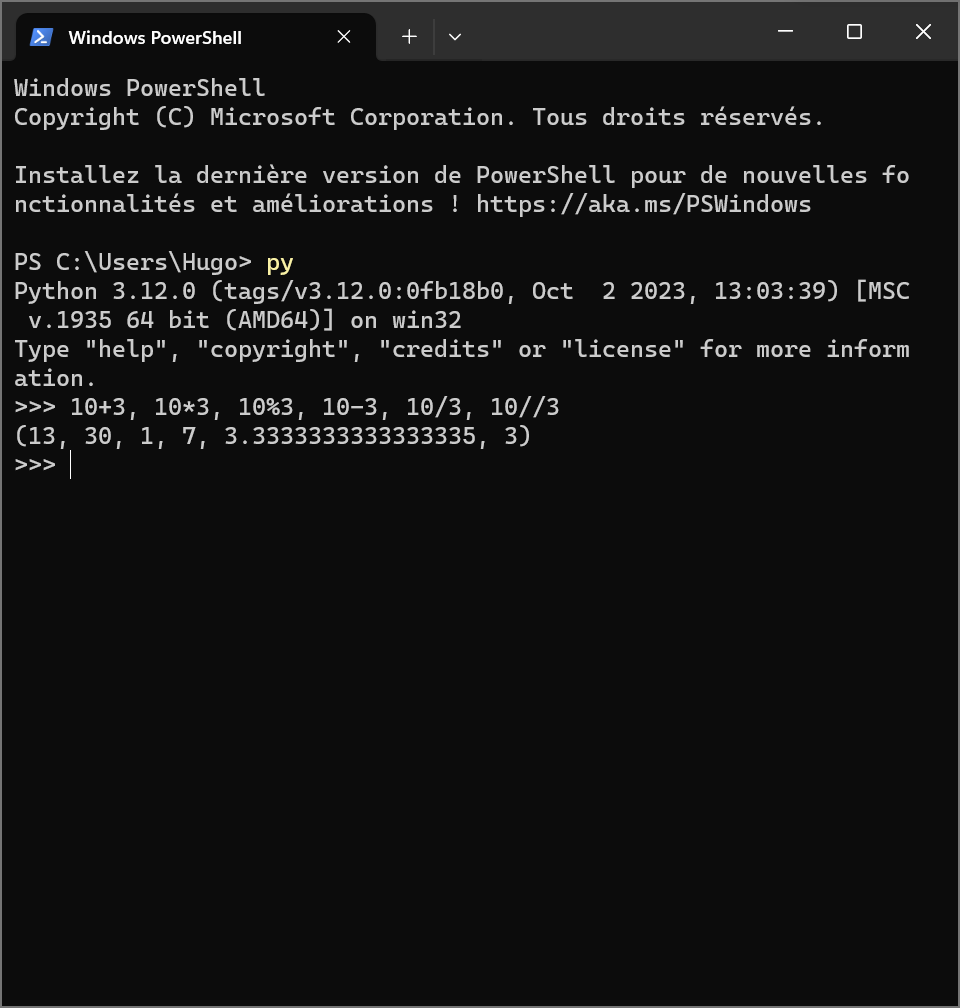 Windows PowerShell
Windows PowerShell
Copyright (C) Microsoft Corporation. Tous droits réservés.
Installez la dernière version de PowerShell pour de nouvelles fo
nctionnalités et améliorations ! https://aka.ms/PSWindows
PS C:\Users\Hugo> py
Python 3.12.0 (tags/v3.12.0:0fb18b0, Oct  2 2023, 13:03:39) [MSC
 v.1935 64 bit (AMD64)] on win32
Type "help", "copyright", "credits" or "license" for more inform
ation.
>>> 10+3, 10*3, 10%3, 10-3, 10/3, 10//3
(13, 30, 1, 7, 3.3333333333333335, 3)
>>>